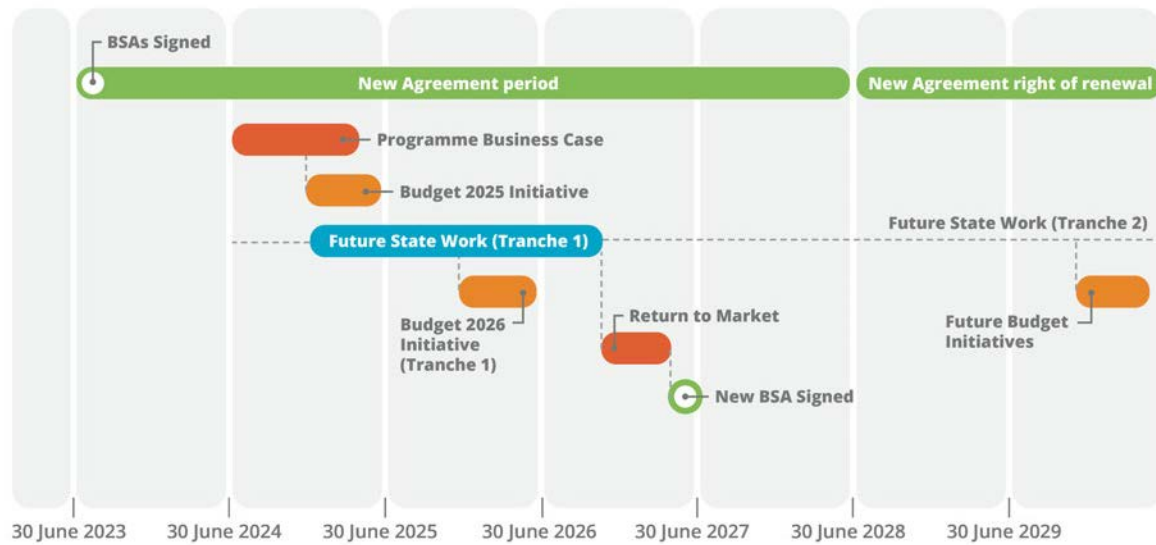 BSAs Signed
New Agreement period
New Agreement right of renewal
Programme Business Case
Budget 2025 Initiative
Future State Work (Tranche 2)
Future State Work (Tranche 1)
Budget 2026
Initiative
(Tranche 1)
Return to Market
Future Budget
Initiatives
New BSA Signed
30 June 2023
30 June 2024
30 June 2025
30 June 2026
30 June 2027
30 June 2028
30 June 2029